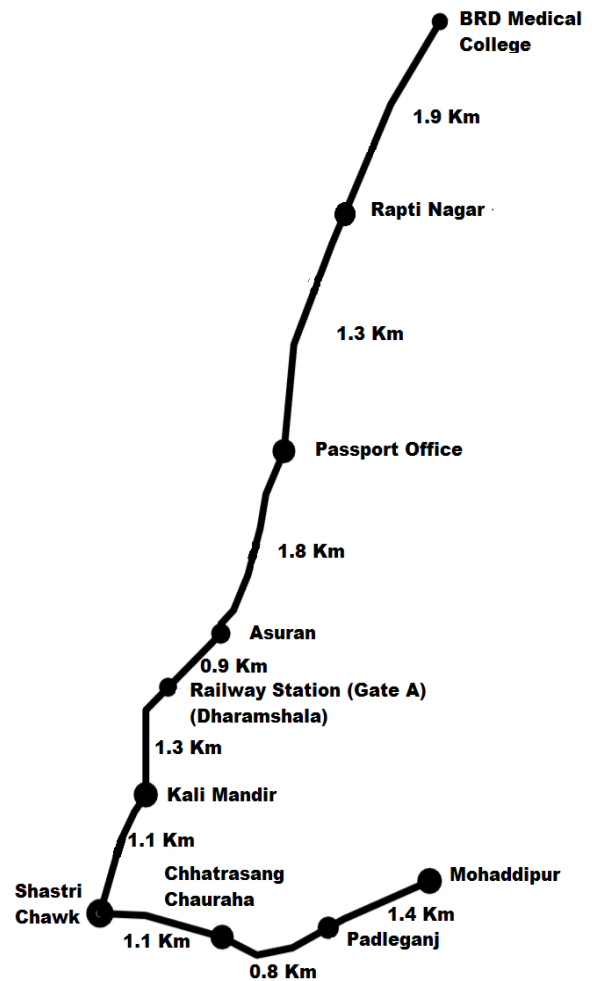 BRD Medical
College
1.9 Km
Rapti Nagar
1.3 Km
Passport Office
1.8 Km
Asuran
0.9 Km
Railway Station (Gate A)
(Dharamshala)
1.3 Km
Kali Mandir
1.1 Km
Chhatrasang
Chauraha
Mohaddipur
Shastri
Chawk
1.4 Km
1.1 Km
Padleganj
0.8 Km